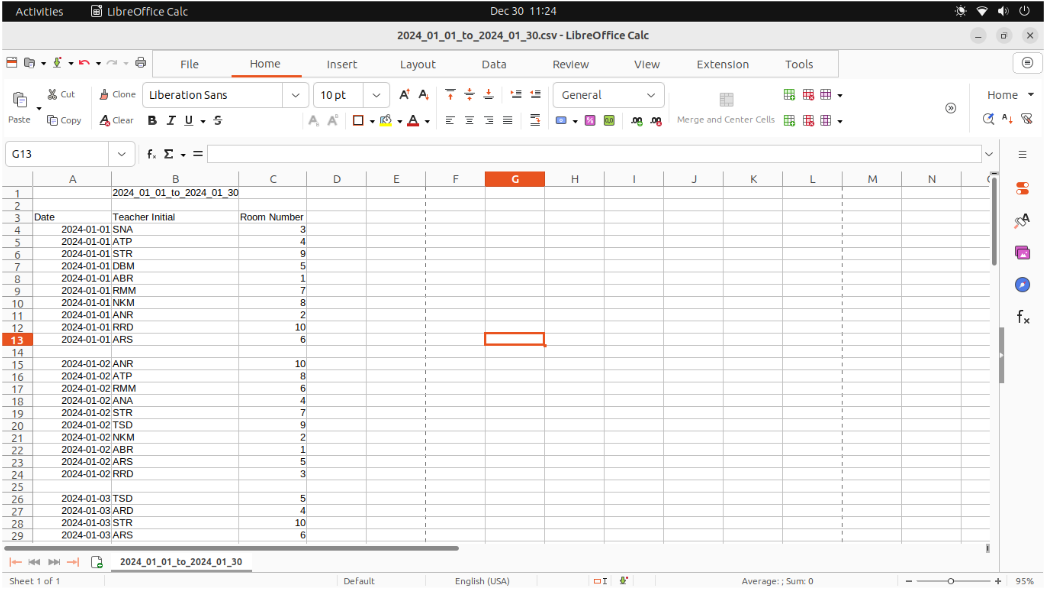 Activities LibreOffice Calc Dec 30 11:24
2024_01_01_to_2024_01_30.csv - LibreOffice Calc
File Home Insert Layout Data Review View Extension Tools
Cut Clone Liberation Sans 10 pt General Home
Paste Copy Clear Merge and Center Cells
G13
A B C D E F G H I J K L M N
1 2024_01_01_to_2024_01_30
2
3 Date Teacher Initial Room Number
4 2024-01-01 SNA 3
5 2024-01-01 ATP 4
6 2024-01-01 STR 9
7 2024-01-01 DBM 5
8 2024-01-01 ABR 1
9 2024-01-01 RMM 7
10 2024-01-01 NKM 8
11 2024-01-01 ANR 2
12 2024-01-01 RRD 10
13 2024-01-01 ARS 6
14
15 2024-01-02 ANR 10
16 2024-01-02 ATP 8
17 2024-01-02 RMM 6
18 2024-01-02 ANA 4
19 2024-01-02 STR 7
20 2024-01-02 TSD 9
21 2024-01-02 NKM 2
22 2024-01-02 ABR 1
23 2024-01-02 ARS 5
24 2024-01-02 RRD 3
25
26 2024-01-03 TSD 5
27 2024-01-03 ARD 4
28 2024-01-03 STR 10
29 2024-01-03 ARS 6
2024_01_01_to_2024_01_30
Sheet 1 of 1 Default English (USA) Average: ; Sum: 0 95%